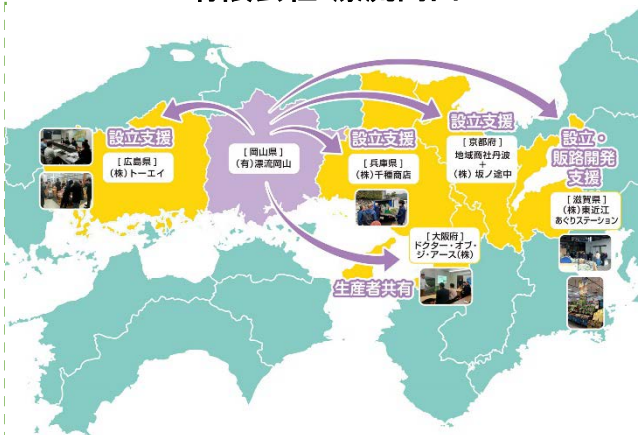 設立支援
[広島県]
(株)トーエイ
[岡山県]
(有)漂流岡山
設立支援
[兵庫県]
(株)千種商店
設立支援
[京都府]
地域商社丹波
+
(株)坂ノ途中
設立・
販路開発
支援
[滋賀県]
(株)東近江
あぐりステーション
[大阪府]
ドクター・オブ・
ジ・アース(株)
生産者共有